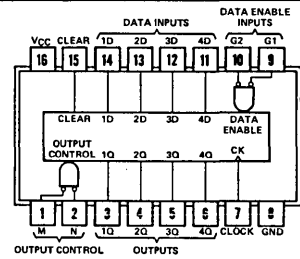 DATA ENABLE
DATA INPUTS INPUTS
VCC CLEAR 1D 2D 3D 4D G2 G1
16 15 14 13 12 11 10 9
CLEAR 1D 2D 3D 4D DATA
ENABLE
OUTPUT
CONTROL 1Q 2Q 3Q 4Q CK
1 2 3 4 5 6 7 8
M N 1Q 2Q 3Q 4Q CLOCK GND
OUTPUT CONTROL OUTPUTS